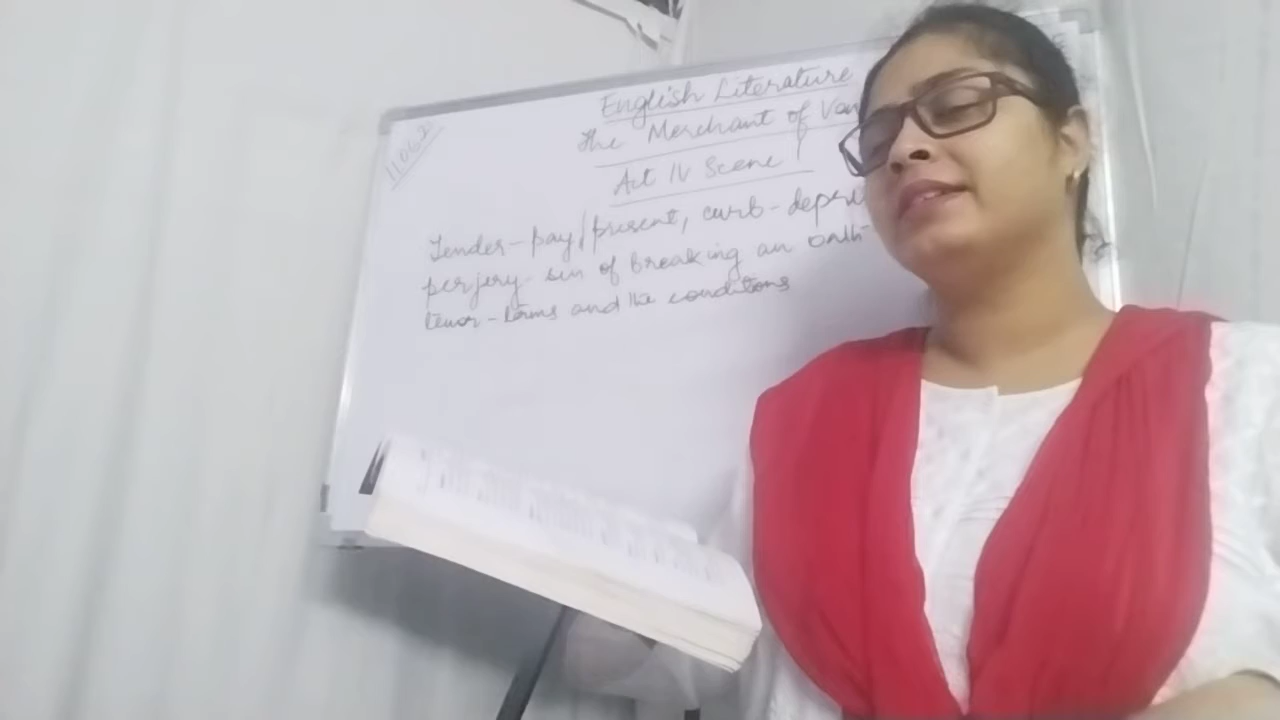 English Literature
The Merchant of
Act IV Scene I
Tender - pay/present, curb -
perjery - sin of breaking an oath
tenor - terms and the conditions